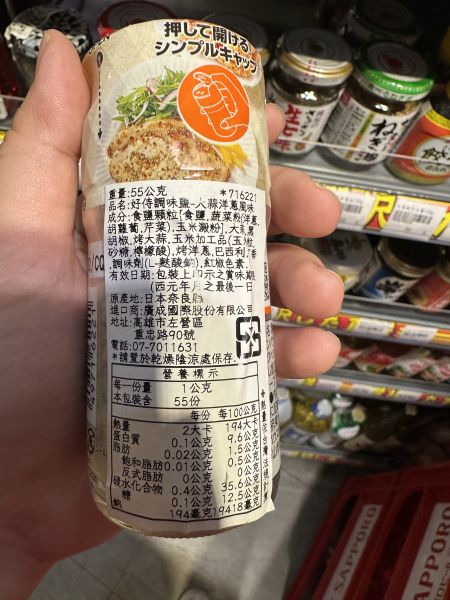 押して開ける
シンプルキャップ
重量:55公克 *716221
品名:好侍調味鹽-大蒜洋蔥風味
成分:食鹽顆粒[食鹽,蔬菜粉(洋蔥,
胡蘿蔔,芹菜),玉米澱粉],大蒜,黑
胡椒,烤大蒜,玉米加工品(玉米粒,
砂糖,檸檬酸),烤洋蔥,巴西利,
調味劑(L-麩酸鈉),紅椒色素
有效日期:包裝上印示之賞味期
(西元年月之最後一日
原產地:日本奈良縣
進口商:廣成國際股份有限公司
地址:高雄市左營區
重忠路90號
電話:07-7011631
*請置於乾燥陰涼處保存.
營養標示
每一份量 1公克
本包裝含 55份
每份 每100公克
熱量 2大卡 194大卡
蛋白質 0.1公克 9.6公克
脂肪 0.02公克 1.5公克
飽和脂肪 0.01公克 0.5公克
反式脂肪 0公克 0公克
碳水化合物 0.4公克 35.6公克
糖 0.1公克 12.5公克
鈉 194毫克 19418毫克
ねぎ
SAPPORO
SAPPORO